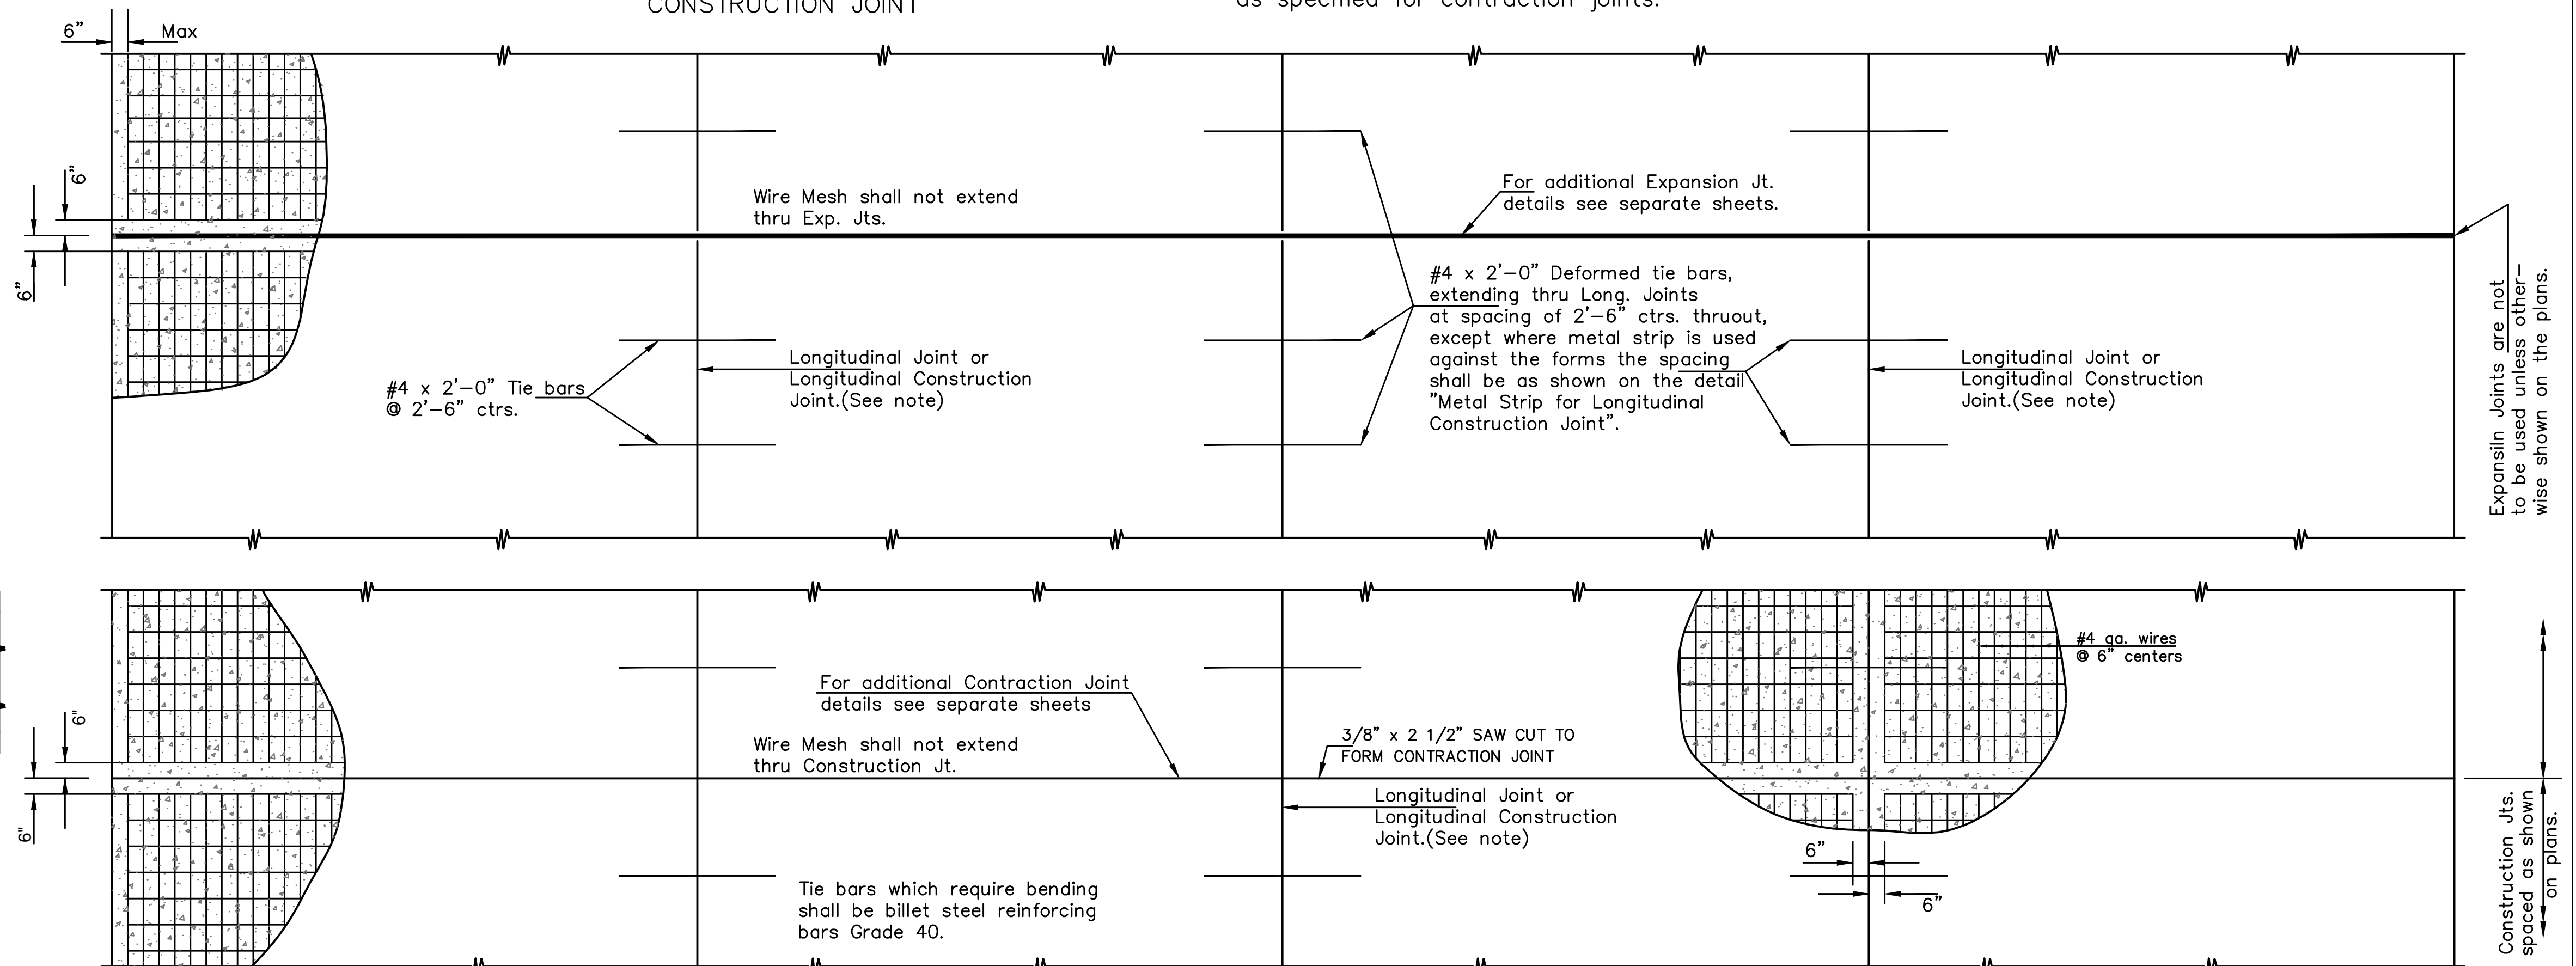 CONSTRUCTION JOINT
as specified for contraction joints.
6" Max
6"
6"
Wire Mesh shall not extend
thru Exp. Jts.
For additional Expansion Jt.
details see separate sheets.
#4 x 2'-0" Deformed tie bars,
extending thru Long. Joints
at spacing of 2'-6" ctrs. thruout,
except where metal strip is used
against the forms the spacing
shall be as shown on the detail
"Metal Strip for Longitudinal
Construction Joint".
#4 x 2'-0" Tie bars
@ 2'-6" ctrs.
Longitudinal Joint or
Longitudinal Construction
Joint.(See note)
Longitudinal Joint or
Longitudinal Construction
Joint.(See note)
Expansiln Joints are not
to be used unless other-
wise shown on the plans.
#4 ga. wires
@ 6" centers
For additional Contraction Joint
details see separate sheets
Wire Mesh shall not extend
thru Construction Jt.
3/8" x 2 1/2" SAW CUT TO
FORM CONTRACTION JOINT
6"
6"
Longitudinal Joint or
Longitudinal Construction
Joint.(See note)
6"
6"
Tie bars which require bending
shall be billet steel reinforcing
bars Grade 40.
Construction Jts.
spaced as shown
on plans.